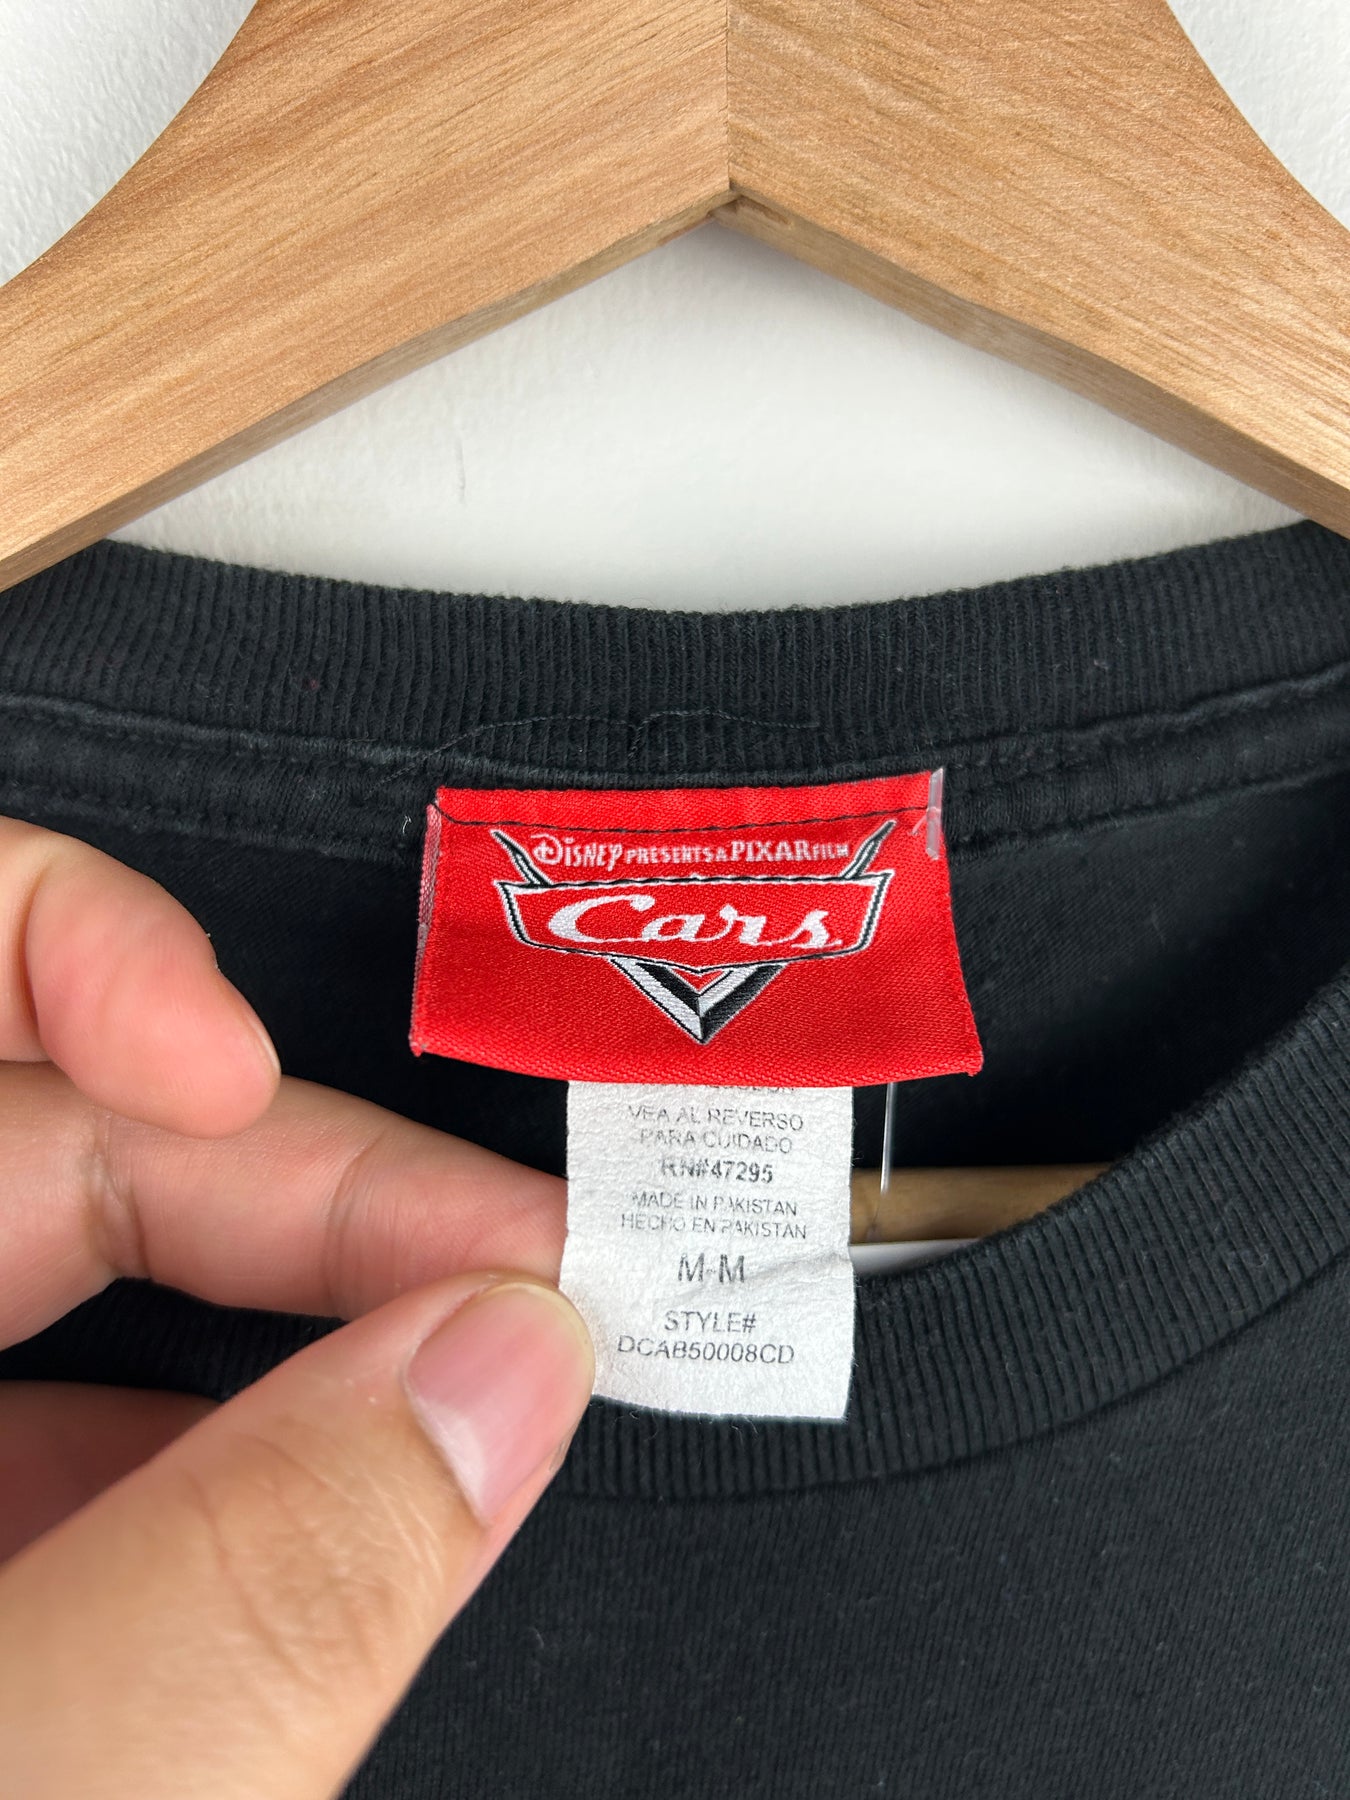 Disney PRESENTS A PIXAR FILM
Cars
VEA AL REVERSO
PARA CUIDADO
RN#47295
MADE IN PAKISTAN
HECHO EN PAKISTAN
M-M
STYLE#
DCAB50008CD